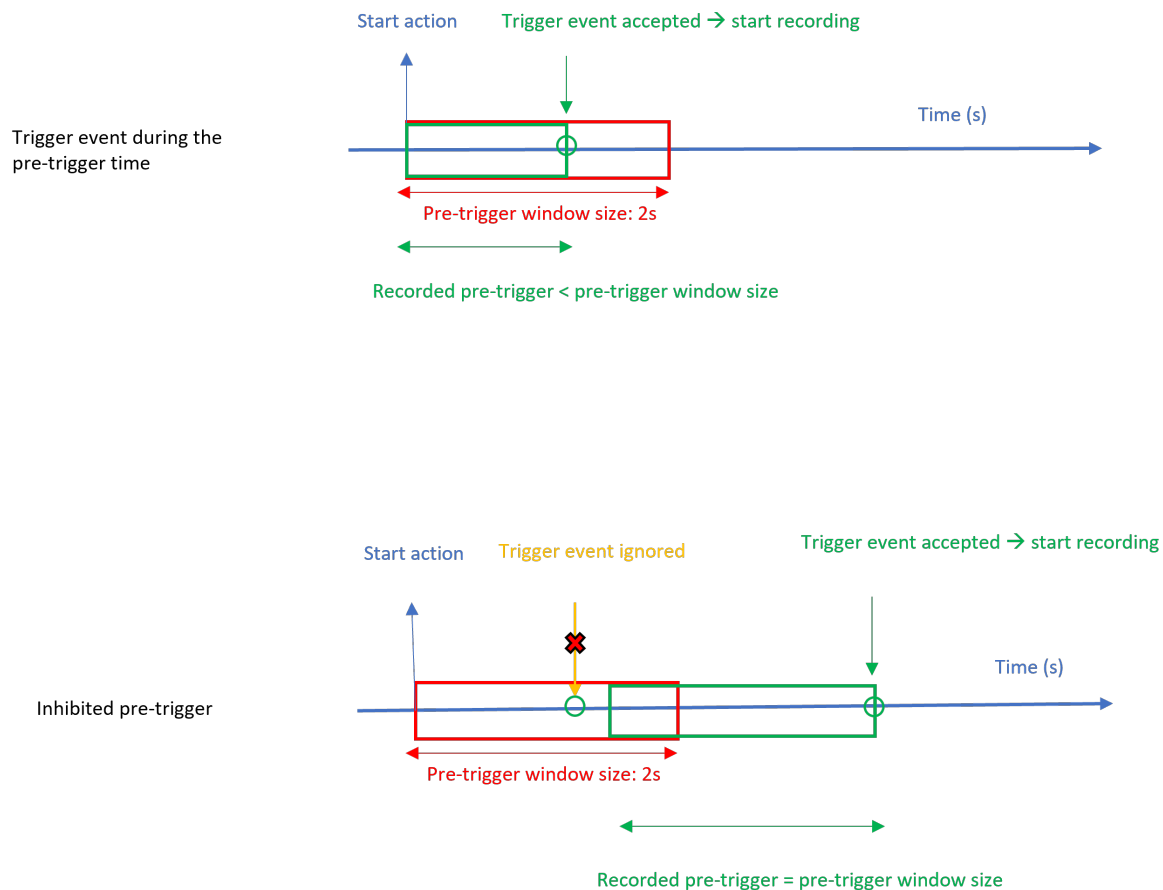 Start action
Trigger event accepted → start recording
Time (s)
Trigger event during the
pre-trigger time
Pre-trigger window size: 2s
Recorded pre-trigger < pre-trigger window size
Trigger event accepted → start recording
Start action
Trigger event ignored
Time (s)
Inhibited pre-trigger
Pre-trigger window size: 2s
Recorded pre-trigger = pre-trigger window size